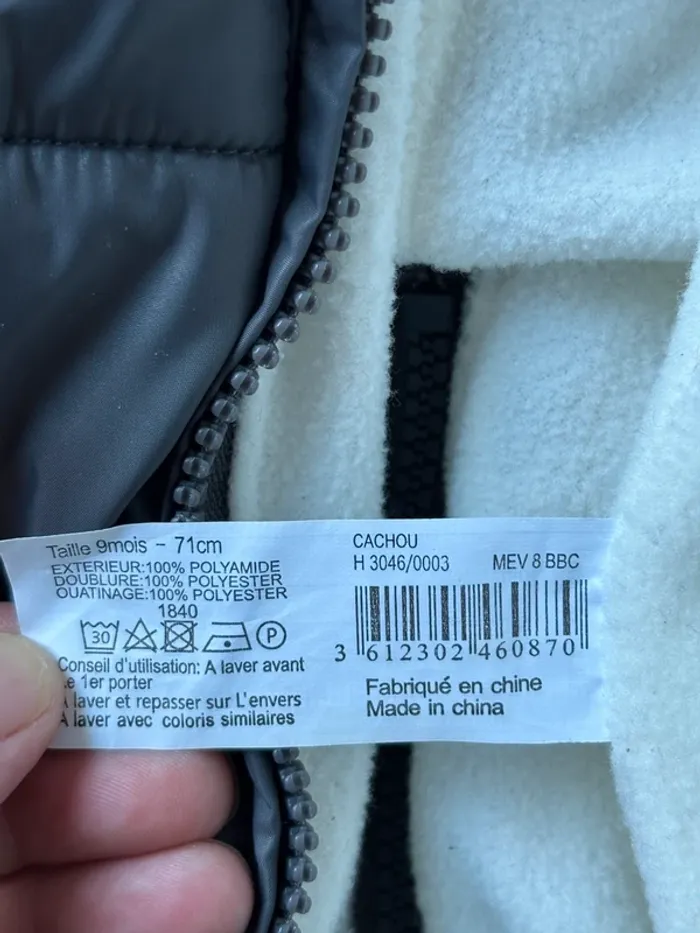 Taille 9mois - 71cm
EXTERIEUR:100% POLYAMIDE
DOUBLURE:100% POLYESTER
OUATINAGE:100% POLYESTER
1840
30
P
Conseil d'utilisation: A laver avant
le 1er porter
A laver et repasser sur L'envers
A laver avec coloris similaires
CACHOU
H 3046/0003 MEV 8 BBC
3 612302 460870
Fabriqué en chine
Made in china